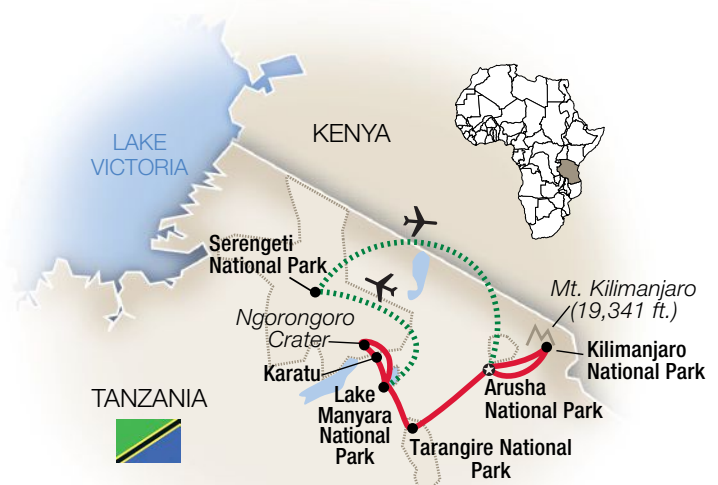 LAKE
VICTORIA
KENYA
Serengeti
National Park
Mt. Kilimanjaro
(19,341 ft.)
Ngorongoro
Crater
Kilimanjaro
National Park
Karatu
TANZANIA
Lake
Manyara
National
Park
Arusha
National Park
Tarangire National
Park